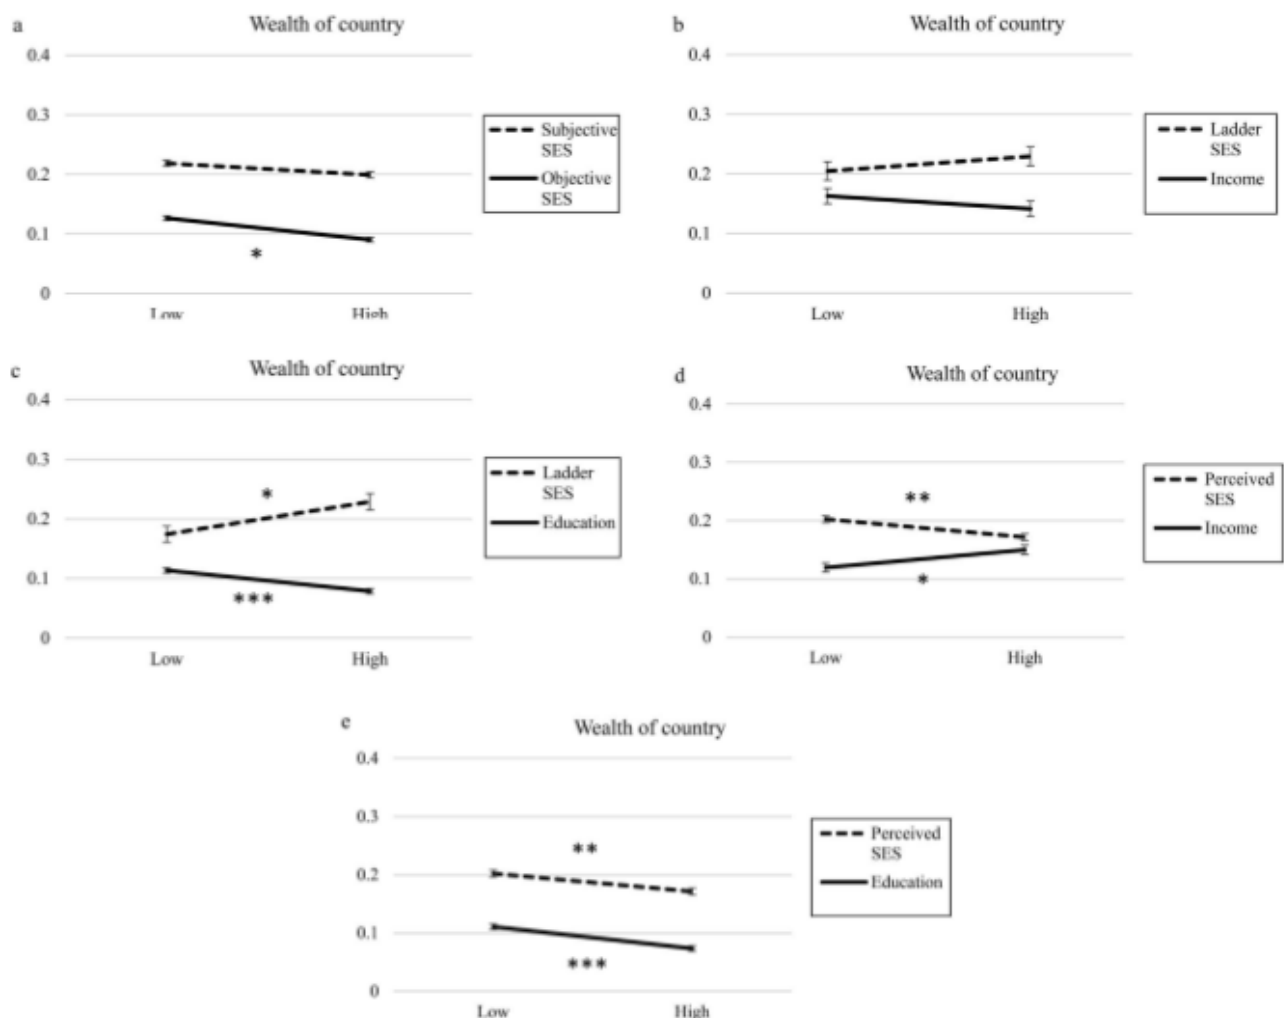 a
Wealth of country
0.4
0.3
0.2
0.1
0
*
Low
High
Subjective
SES
Objective
SES
b
Wealth of country
0.4
0.3
0.2
0.1
0
Low
High
Ladder
SES
Income
c
Wealth of country
0.4
0.3
0.2
0.1
0
*
***
Low
High
Ladder
SES
Education
d
Wealth of country
0.4
0.3
0.2
0.1
0
**
*
Low
High
Perceived
SES
Income
e
Wealth of country
0.4
0.3
0.2
0.1
0
**
***
Low
High
Perceived
SES
Education